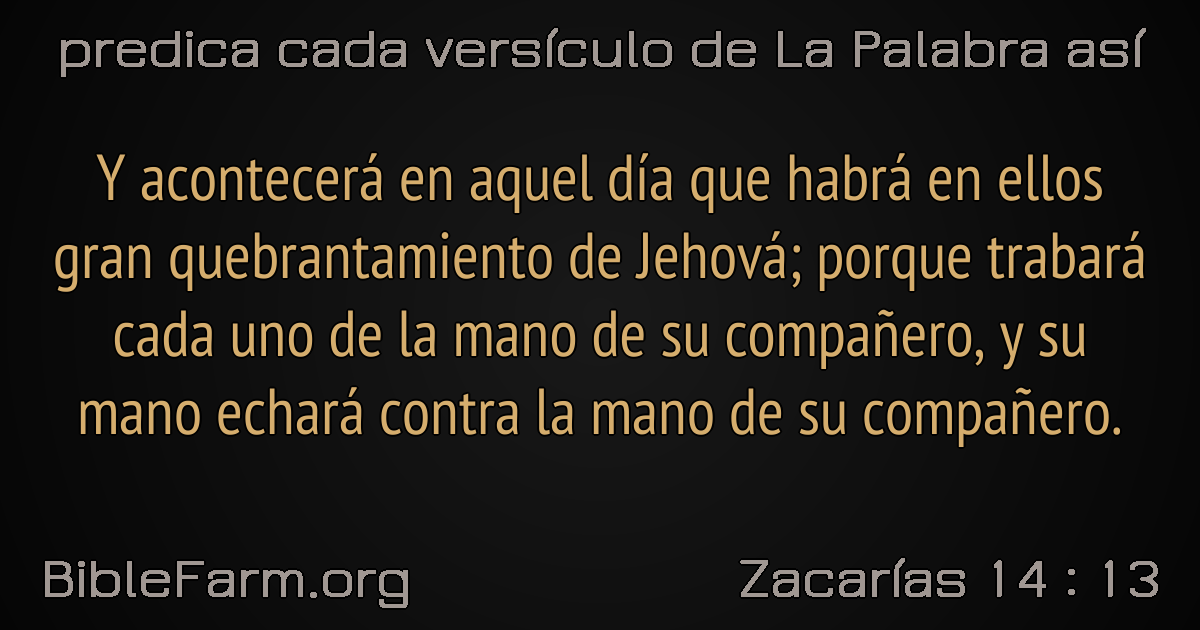 predica cada versículo de La Palabra así
Y acontecerá en aquel día que habrá en ellos
gran quebrantamiento de Jehová; porque trabará
cada uno de la mano de su compañero, y su
mano echará contra la mano de su compañero.
BibleFarm.org
Zacarías 14 : 13